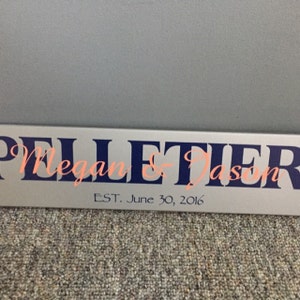 PELLETIER
Megan & Jason
EST. June 30, 2016